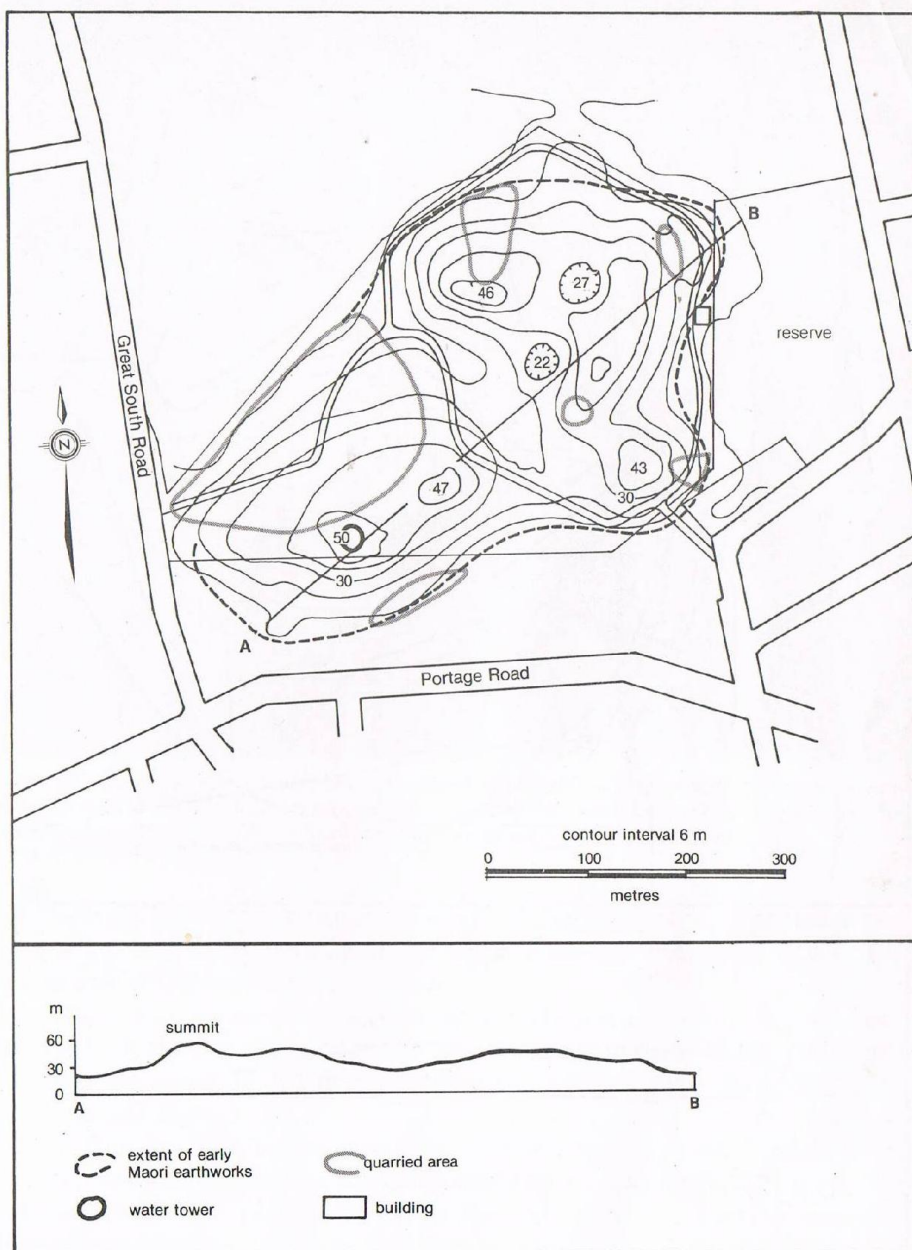 B
46
27
reserve
22
Great South Road
N
43
47
30
50
30
A
Portage Road
contour interval 6 m
0 100 200 300
metres
m
summit
60
30
0
A B
extent of early
Maori earthworks
quarried area
water tower
building